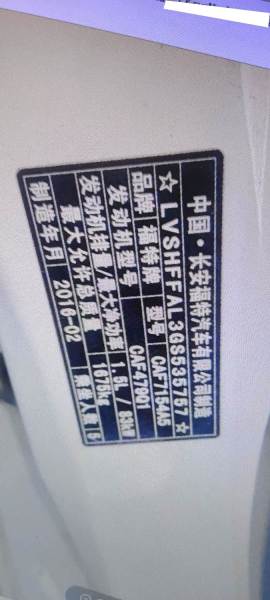 中国·长安福特汽车有限公司制造
☆LVSHFFAL3GS535757☆
品牌 福特牌 型号 CAF7154A5
发动机型号 CAF479Q1
发动机排量/最大净功率 1.5L / 83kW
最大允许总质量 1675kg 乘坐人数 5
制造年月 2016-02